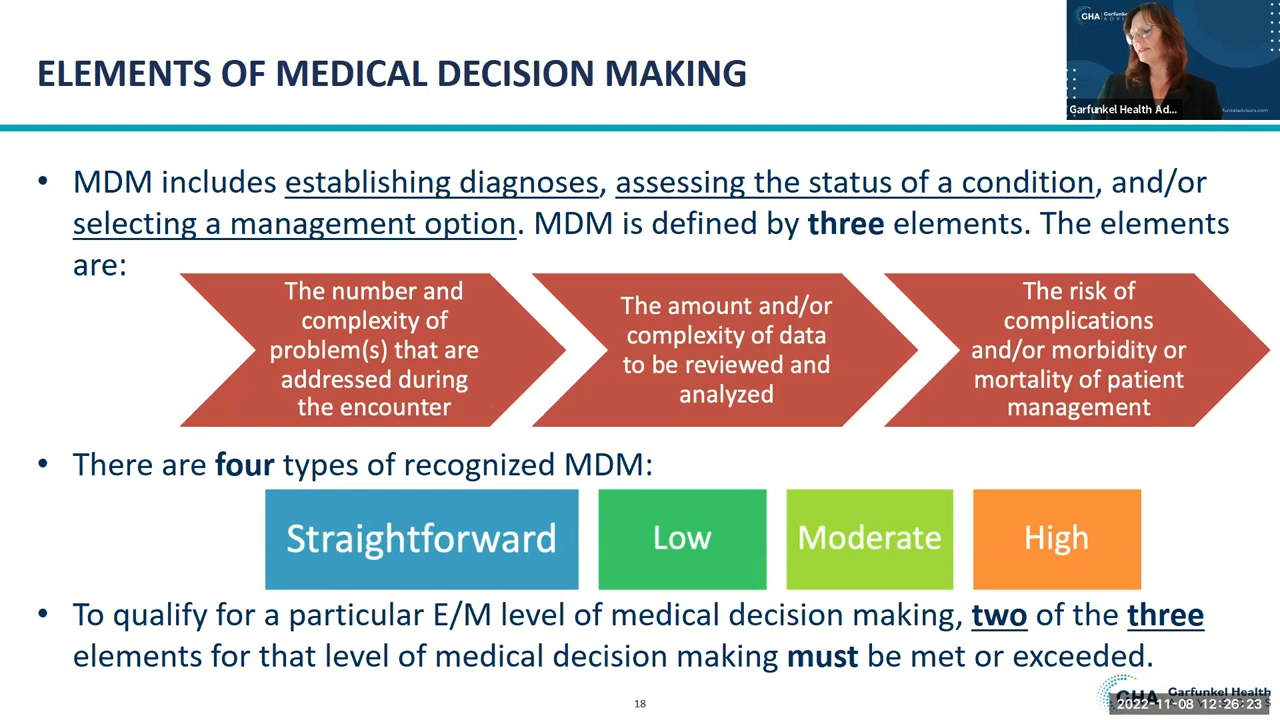 ELEMENTS OF MEDICAL DECISION MAKING
GHA Garfunkel
Garfunkel Health Ad...
• MDM includes establishing diagnoses, assessing the status of a condition, and/or
selecting a management option. MDM is defined by three elements. The elements
are:
The number and
complexity of
problem(s) that are
addressed during
the encounter
The amount and/or
complexity of data
to be reviewed and
analyzed
The risk of
complications
and/or morbidity or
mortality of patient
management
• There are four types of recognized MDM:
Straightforward
Low
Moderate
High
• To qualify for a particular E/M level of medical decision making, two of the three
elements for that level of medical decision making must be met or exceeded.
18
GHA Garfunkel Health
2022-11-08 12:26:23